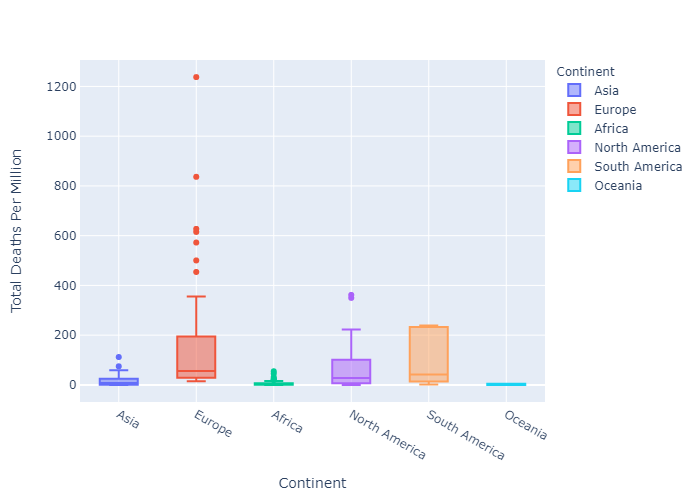 Total Deaths Per Million
1200
1000
800
600
400
200
0
Asia
Europe
Africa
North America
South America
Oceania
Continent
Continent
Asia
Europe
Africa
North America
South America
Oceania